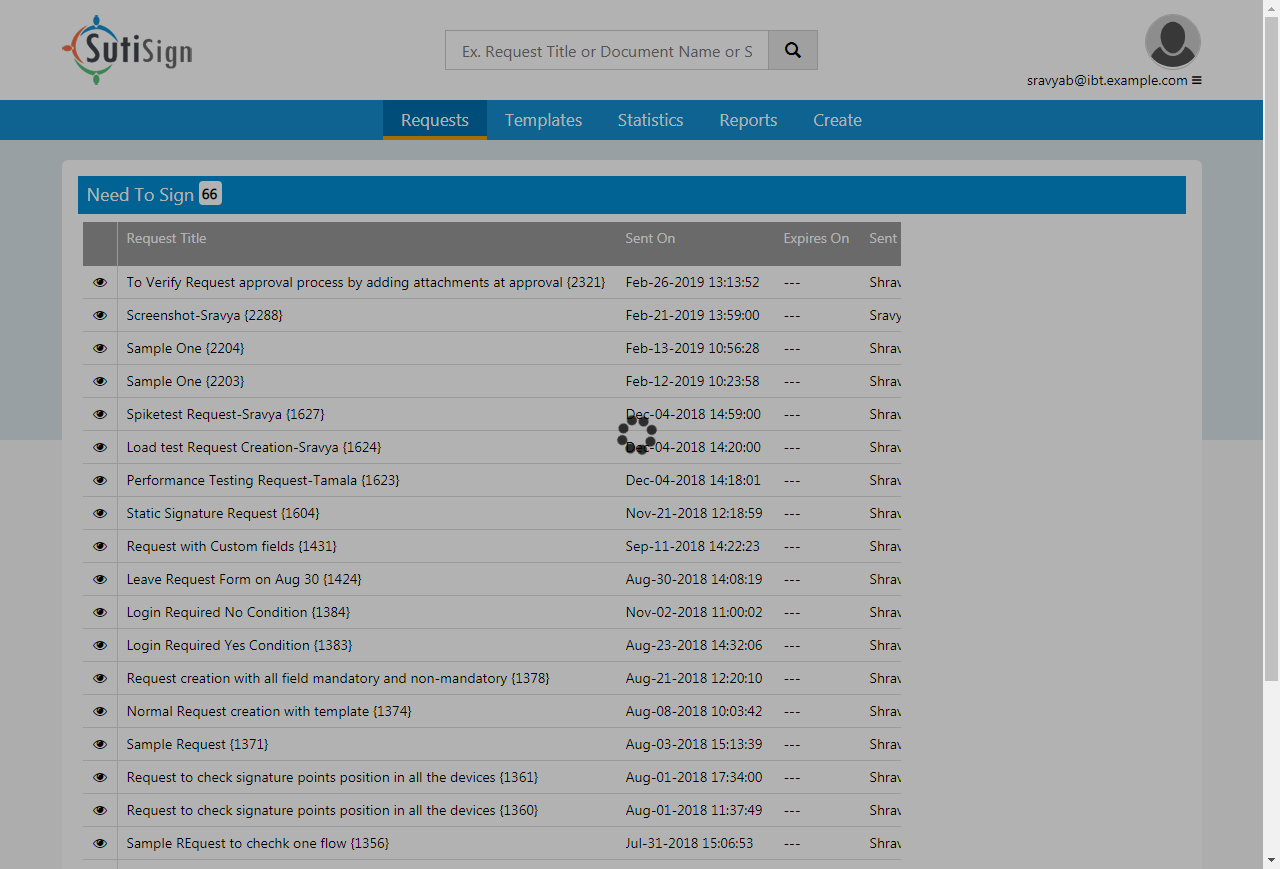 SutiSign
Ex. Request Title or Document Name or S
sravyab@ibt.example.com
Requests Templates Statistics Reports Create
Need To Sign 66
Request Title Sent On Expires On Sent
To Verify Request approval process by adding attachments at approval {2321} Feb-26-2019 13:13:52 --- Shrav
Screenshot-Sravya {2288} Feb-21-2019 13:59:00 --- Sravy
Sample One {2204} Feb-13-2019 10:56:28 --- Shrav
Sample One {2203} Feb-12-2019 10:23:58 --- Shrav
Spiketest Request-Sravya {1627} Dec-04-2018 14:59:00 --- Shrav
Load test Request Creation-Sravya {1624} Dec-04-2018 14:20:00 --- Shrav
Performance Testing Request-Tamala {1623} Dec-04-2018 14:18:01 --- Shrav
Static Signature Request {1604} Nov-21-2018 12:18:59 --- Shrav
Request with Custom fields {1431} Sep-11-2018 14:22:23 --- Shrav
Leave Request Form on Aug 30 {1424} Aug-30-2018 14:08:19 --- Shrav
Login Required No Condition {1384} Nov-02-2018 11:00:02 --- Shrav
Login Required Yes Condition {1383} Aug-23-2018 14:32:06 --- Shrav
Request creation with all field mandatory and non-mandatory {1378} Aug-21-2018 12:20:10 --- Shrav
Normal Request creation with template {1374} Aug-08-2018 10:03:42 --- Shrav
Sample Request {1371} Aug-03-2018 15:13:39 --- Shrav
Request to check signature points position in all the devices {1361} Aug-01-2018 17:34:00 --- Shrav
Request to check signature points position in all the devices {1360} Aug-01-2018 11:37:49 --- Shrav
Sample REquest to chechk one flow {1356} Jul-31-2018 15:06:53 --- Shrav